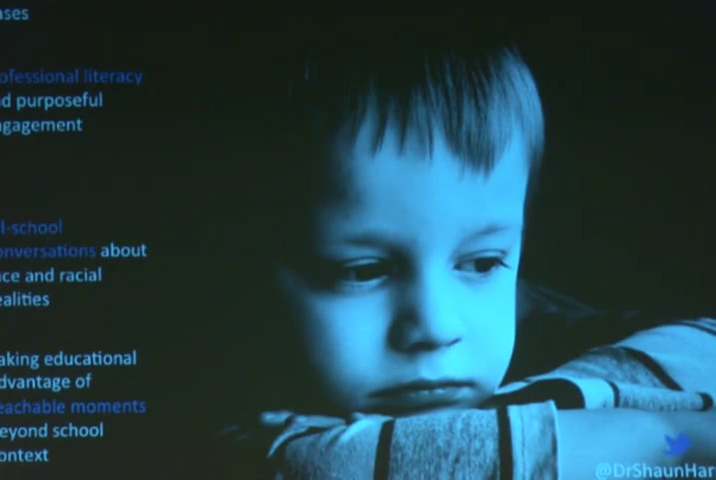 ases
ofessional literacy
d purposeful
ngagement
l-school
onversations about
ce and racial
ealities
aking educational
dvantage of
eachable moments
eyond school
ontext
@DrShaunHar